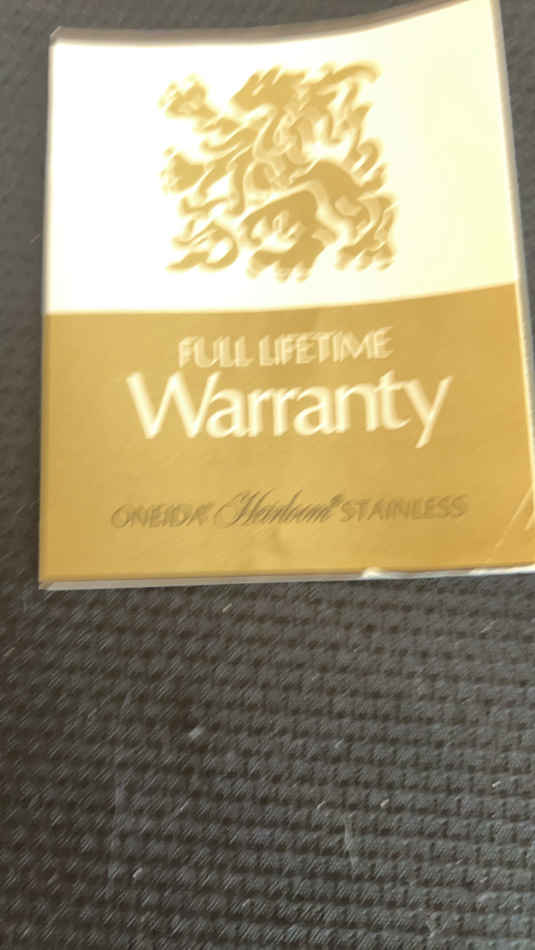 FULL LIFETIME
Warranty
ONEIDA® Heirloom® STAINLESS